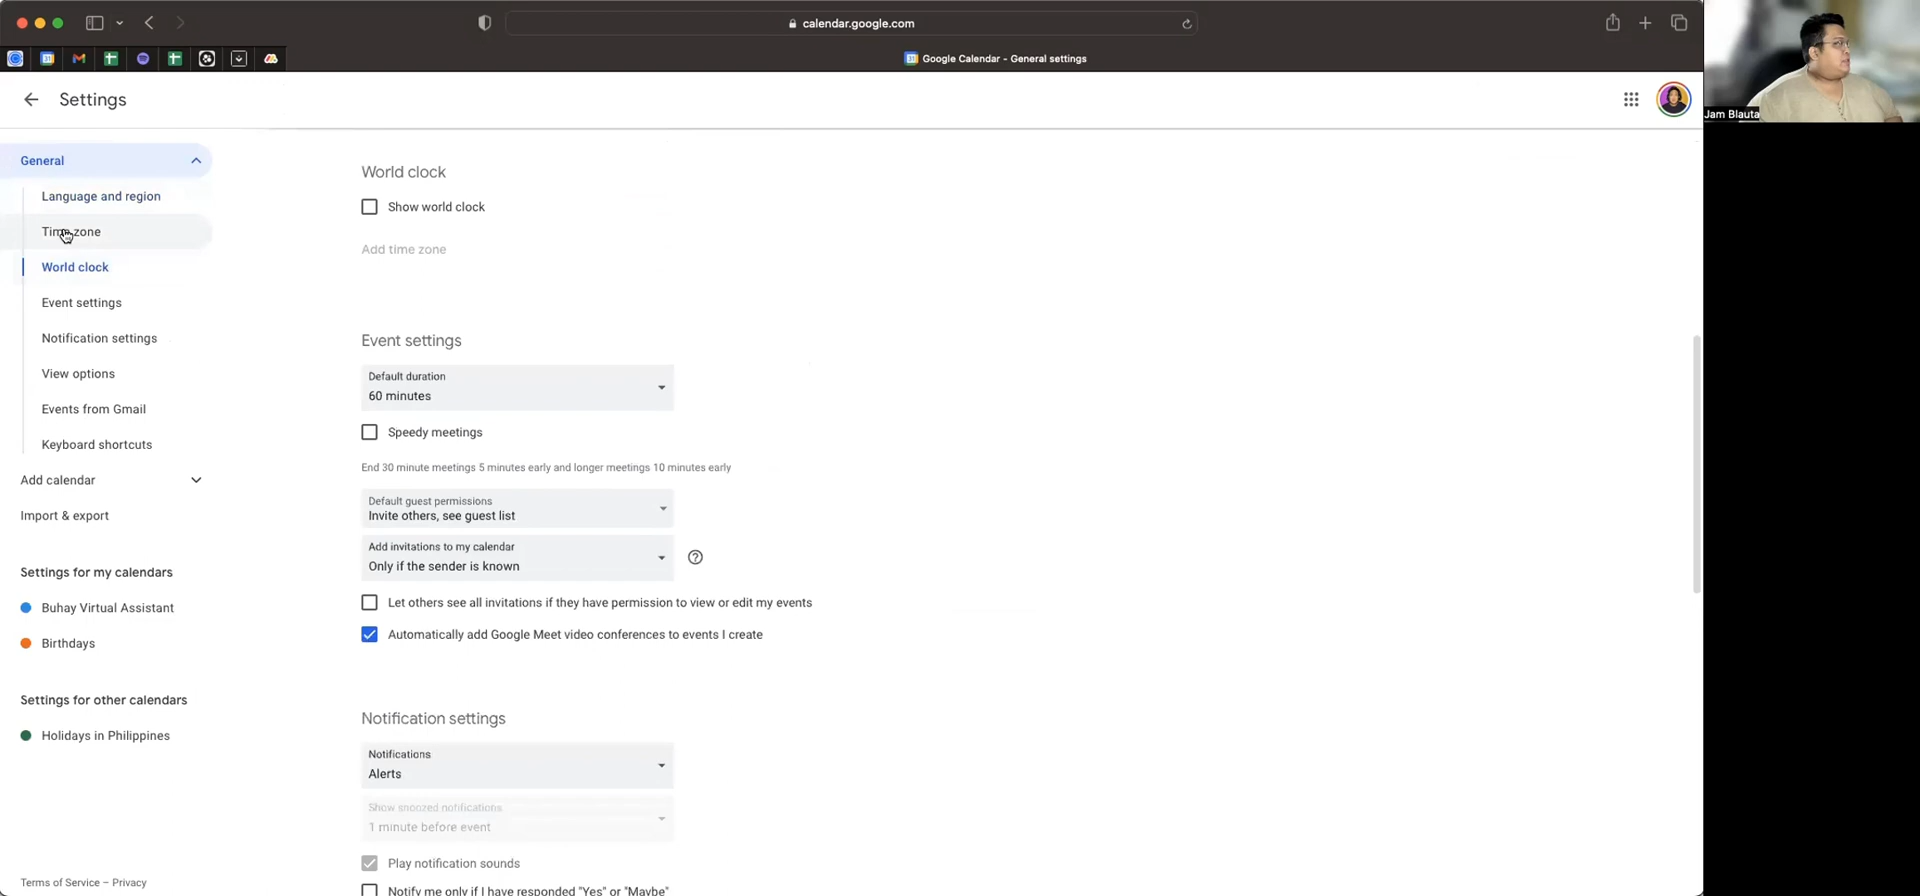 calendar.google.com
Google Calendar - General settings
Settings
Jam Blauta
General
Language and region
Time zone
World clock
Event settings
Notification settings
View options
Events from Gmail
Keyboard shortcuts
Add calendar
Import & export
Settings for my calendars
Buhay Virtual Assistant
Birthdays
Settings for other calendars
Holidays in Philippines
Terms of Service – Privacy
World clock
Show world clock
Add time zone
Event settings
Default duration
60 minutes
Speedy meetings
End 30 minute meetings 5 minutes early and longer meetings 10 minutes early
Default guest permissions
Invite others, see guest list
Add invitations to my calendar
Only if the sender is known
Let others see all invitations if they have permission to view or edit my events
Automatically add Google Meet video conferences to events I create
Notification settings
Notifications
Alerts
Show snoozed notifications
1 minute before event
Play notification sounds
Notify me only if I have responded "Yes" or "Maybe"